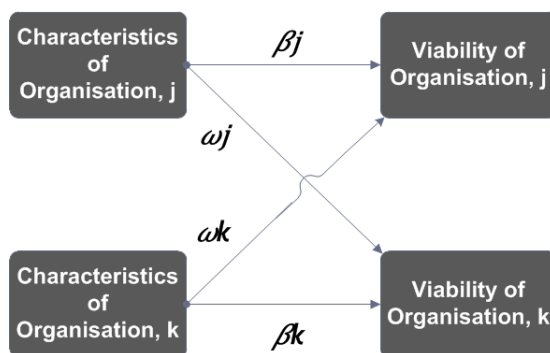 Characteristics
of
Organisation, j
βj
Viability of
Organisation, j
ωj
ωk
Characteristics
of
Organisation, k
βk
Viability of
Organisation, k